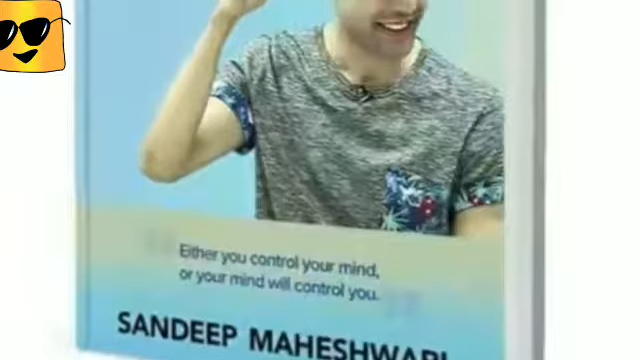 Either you control your mind,
or your mind will control you.
SANDEEP MAHESHWARI